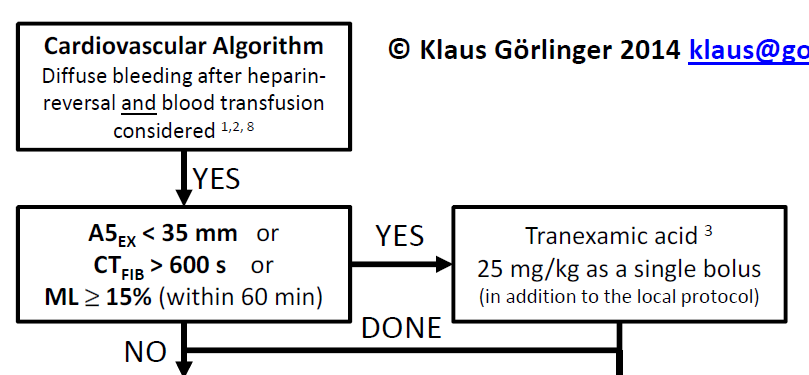 Cardiovascular Algorithm
Diffuse bleeding after heparin-
reversal and blood transfusion
considered 1,2, 8
© Klaus Görlinger 2014 klaus@go
YES
A5EX < 35 mm or
CTFIB > 600 s or
ML ≥ 15% (within 60 min)
YES
Tranexamic acid 3
25 mg/kg as a single bolus
(in addition to the local protocol)
DONE
NO